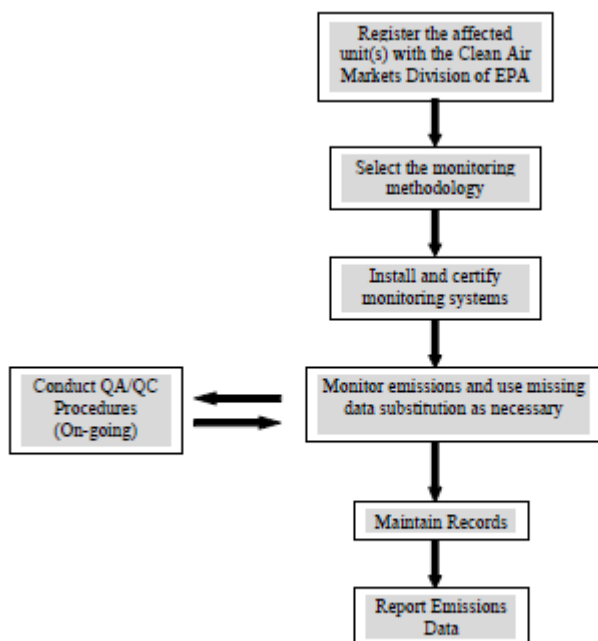 Register the affected
unit(s) with the Clean Air
Markets Division of EPA
Select the monitoring
methodology
Install and certify
monitoring systems
Conduct QA/QC
Procedures
(On-going)
Monitor emissions and use missing
data substitution as necessary
Maintain Records
Report Emissions
Data